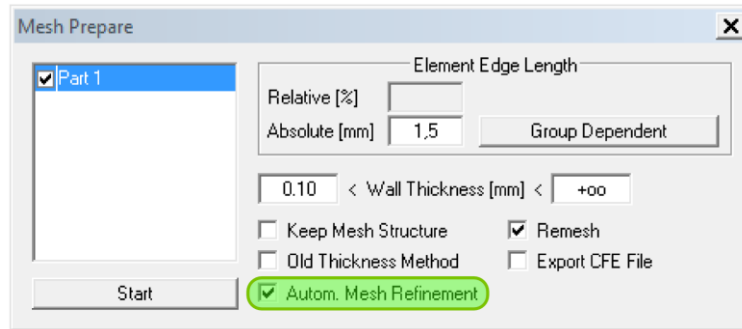 Mesh Prepare
Part 1
Element Edge Length
Relative [%]
Absolute [mm] 1,5 Group Dependent
0.10 < Wall Thickness [mm] < +oo
Keep Mesh Structure Remesh
Old Thickness Method Export CFE File
Start Autom. Mesh Refinement